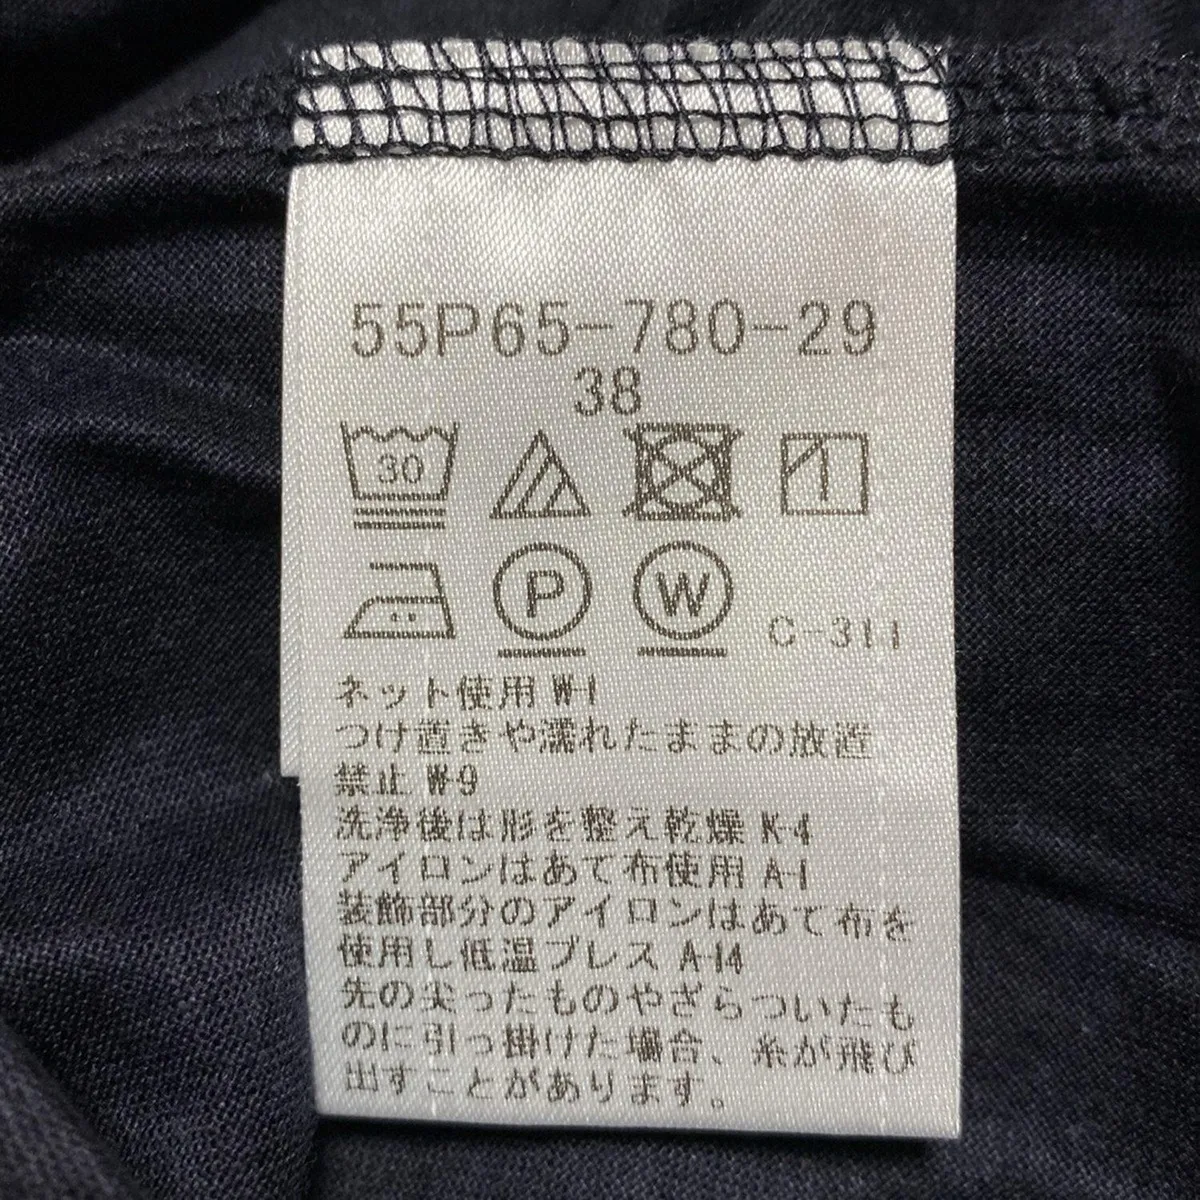 55P65-780-29
38
30
P W C-311
ネット使用 W-1
つけ置きや濡れたままの放置
禁止 W-9
洗浄後は形を整え乾燥 K-4
アイロンはあて布使用 A-1
装飾部分のアイロンはあて布を
使用し低温プレス A-14
先の尖ったものやざらついたも
のに引っ掛けた場合、糸が飛び
出すことがあります。